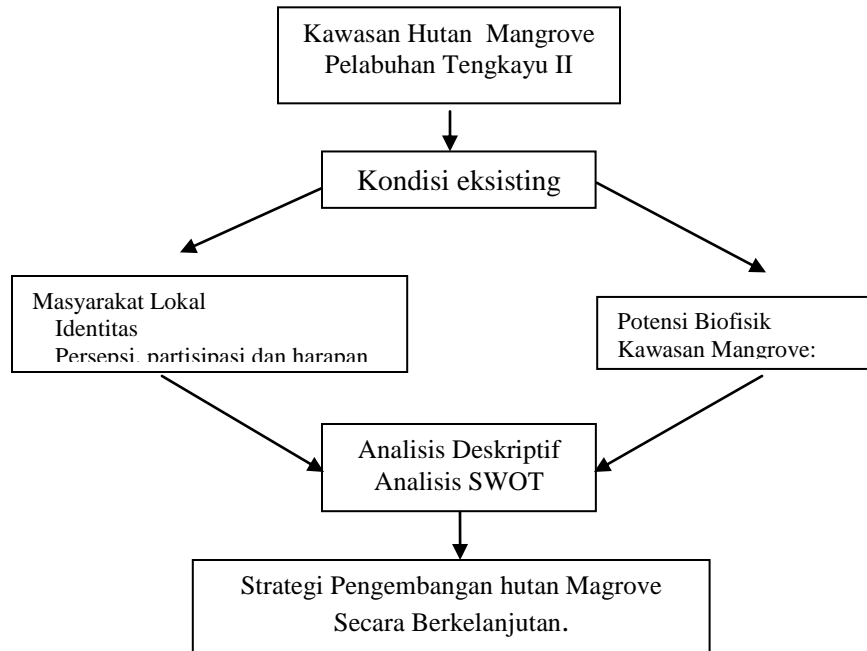 Kawasan Hutan Mangrove
Pelabuhan Tengkayu II
Kondisi eksisting
Masyarakat Lokal
Identitas
Persepsi, partisipasi dan harapan
Potensi Biofisik
Kawasan Mangrove:
Analisis Deskriptif
Analisis SWOT
Strategi Pengembangan hutan Magrove
Secara Berkelanjutan.